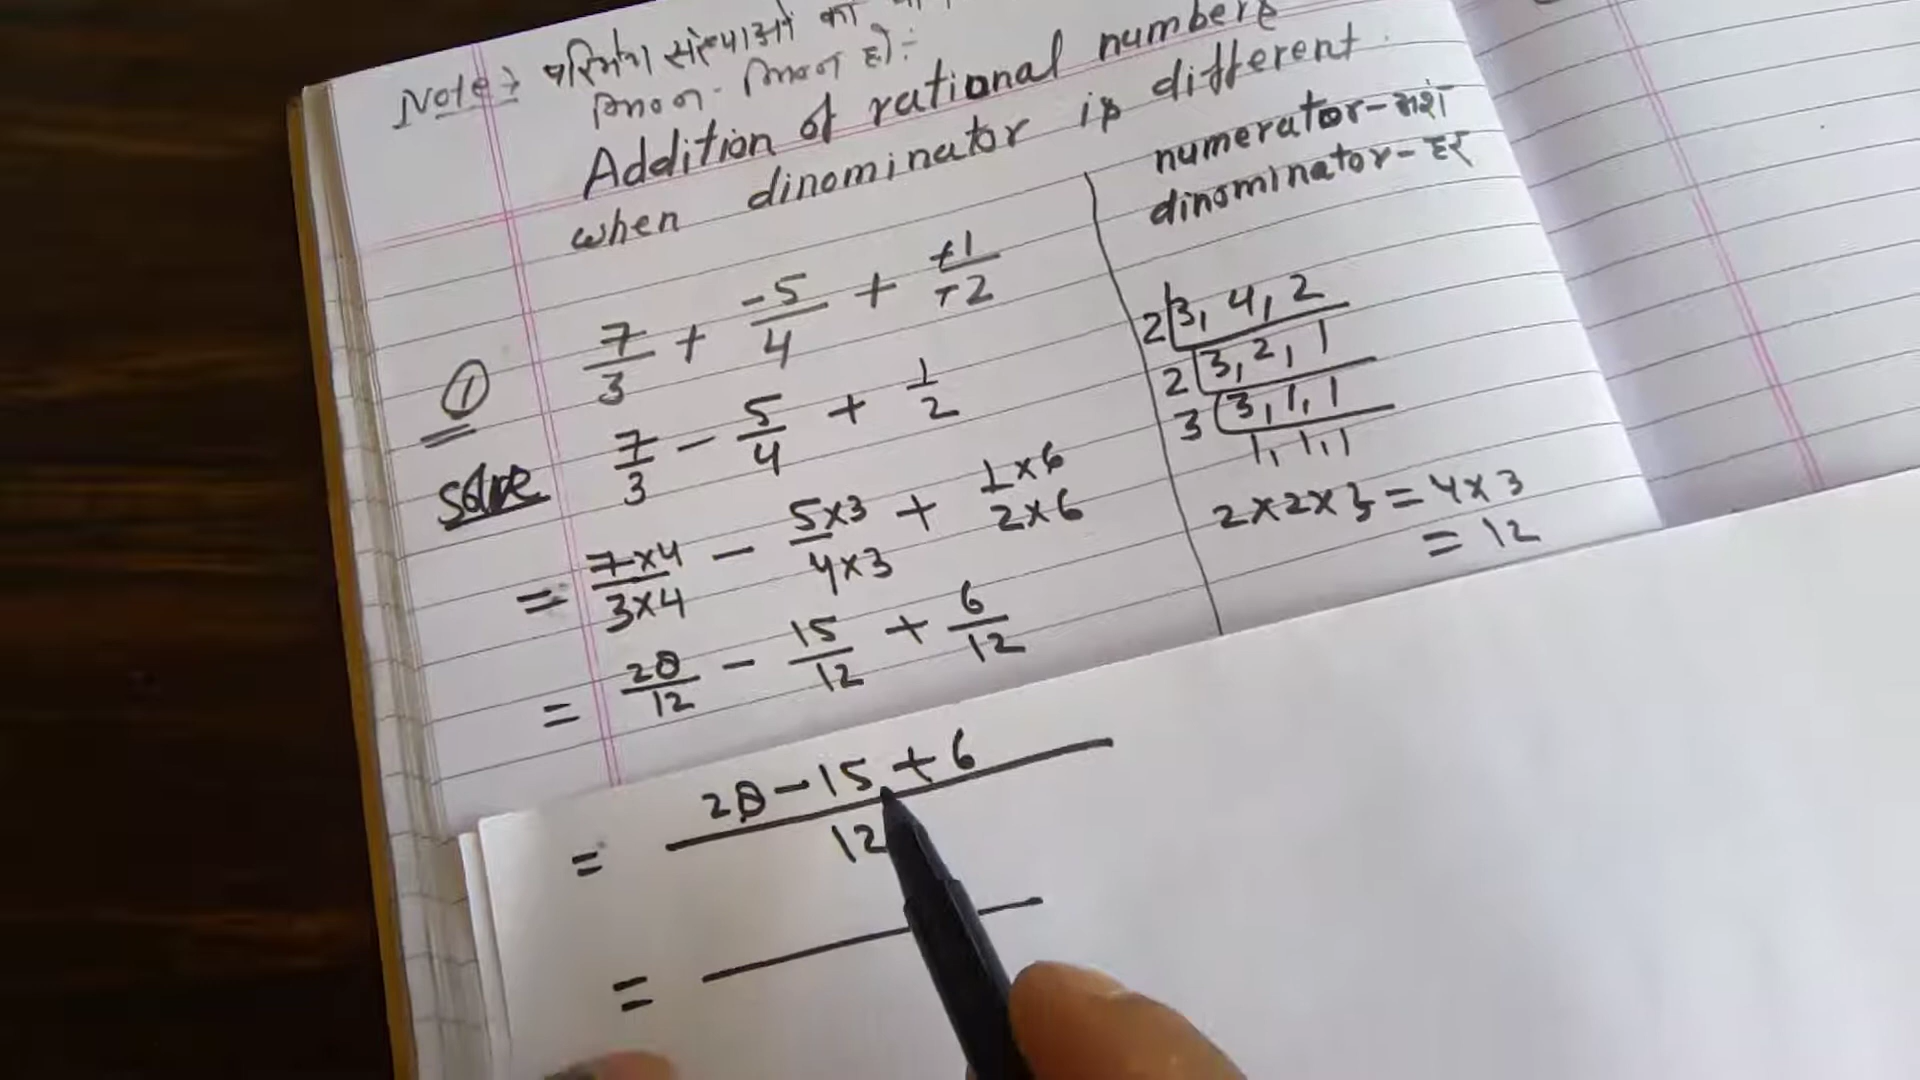 Note:→ परिमेय संख्याओं का
भिन्न-भिन्न हो:-
Addition of rational numbers
when dinominator is different.
numerator-अंश
dinominator-हर
① 7/3 + -5/4 + -1/-2
Solve 7/3 - 5/4 + 1/2
= 7×4/3×4 - 5×3/4×3 + 1×6/2×6
= 28/12 - 15/12 + 6/12
= 28-15+6/12
=
2|3, 4, 2
2|3, 2, 1
3|3, 1, 1
1, 1, 1
2×2×3 = 4×3
= 12